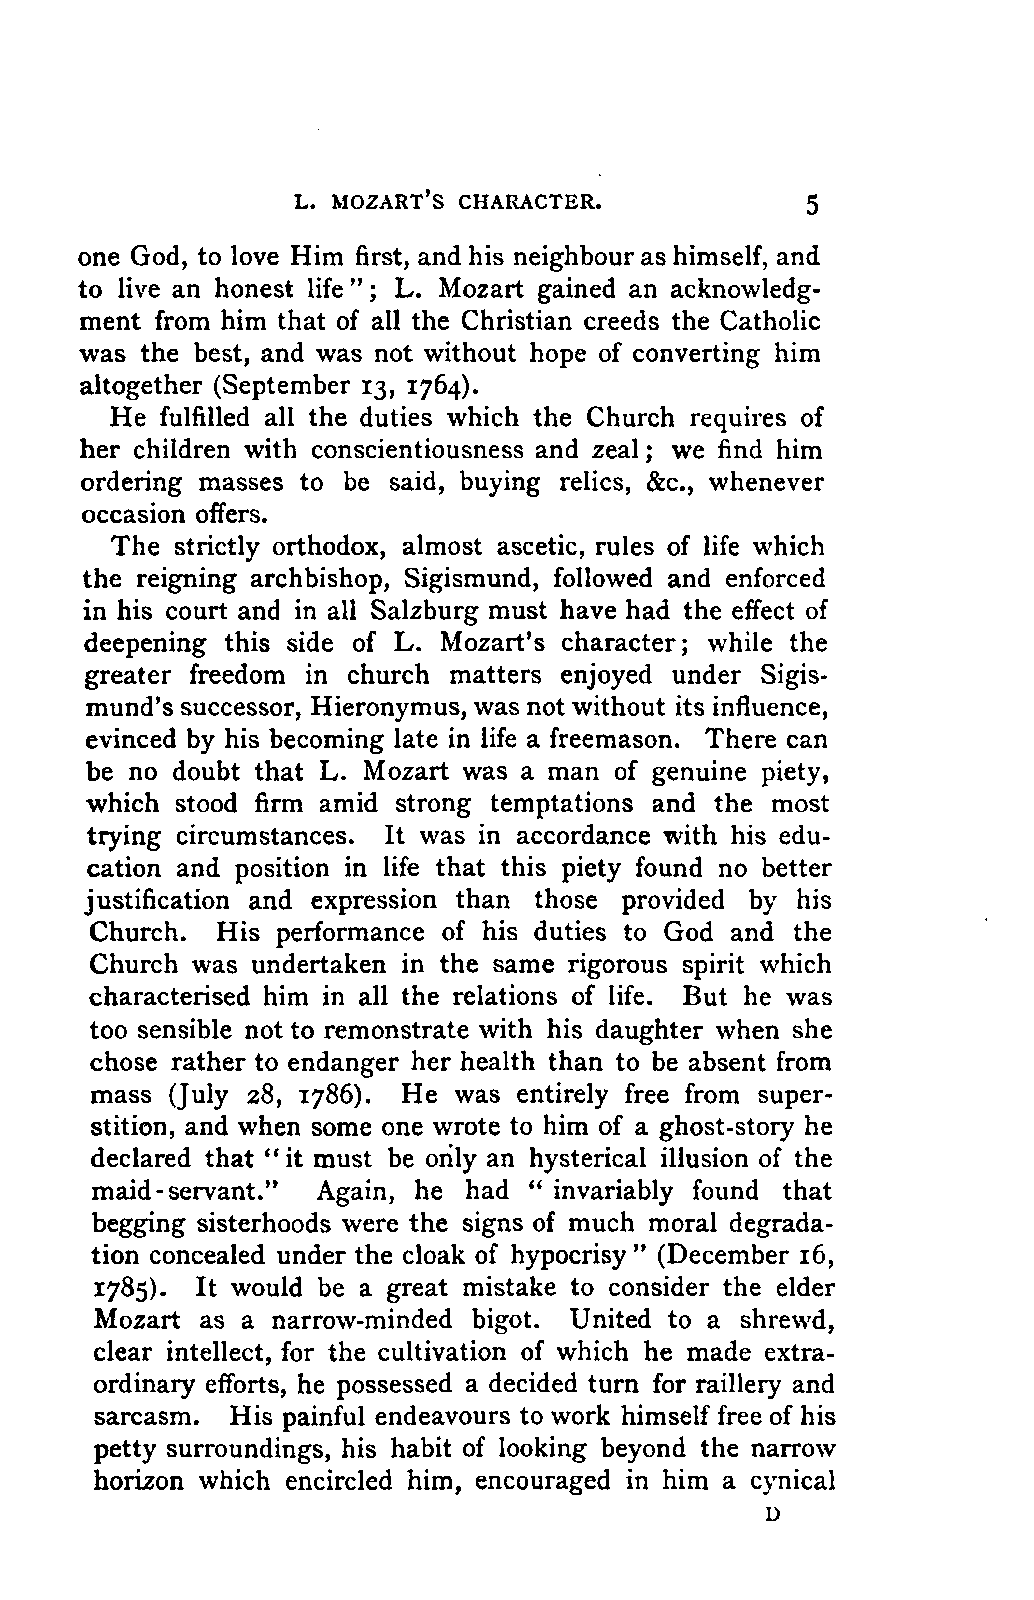 L. MOZART'S CHARACTER. 5
one God, to love Him first, and his neighbour as himself, and
to live an honest life"; L. Mozart gained an acknowledg-
ment from him that of all the Christian creeds the Catholic
was the best, and was not without hope of converting him
altogether (September 13, 1764).
He fulfilled all the duties which the Church requires of
her children with conscientiousness and zeal; we find him
ordering masses to be said, buying relics, &c., whenever
occasion offers.
The strictly orthodox, almost ascetic, rules of life which
the reigning archbishop, Sigismund, followed and enforced
in his court and in all Salzburg must have had the effect of
deepening this side of L. Mozart's character; while the
greater freedom in church matters enjoyed under Sigis-
mund's successor, Hieronymus, was not without its influence,
evinced by his becoming late in life a freemason. There can
be no doubt that L. Mozart was a man of genuine piety,
which stood firm amid strong temptations and the most
trying circumstances. It was in accordance with his edu-
cation and position in life that this piety found no better
justification and expression than those provided by his
Church. His performance of his duties to God and the
Church was undertaken in the same rigorous spirit which
characterised him in all the relations of life. But he was
too sensible not to remonstrate with his daughter when she
chose rather to endanger her health than to be absent from
mass (July 28, 1786). He was entirely free from super-
stition, and when some one wrote to him of a ghost-story he
declared that "it must be only an hysterical illusion of the
maid-servant." Again, he had "invariably found that
begging sisterhoods were the signs of much moral degrada-
tion concealed under the cloak of hypocrisy" (December 16,
1785). It would be a great mistake to consider the elder
Mozart as a narrow-minded bigot. United to a shrewd,
clear intellect, for the cultivation of which he made extra-
ordinary efforts, he possessed a decided turn for raillery and
sarcasm. His painful endeavours to work himself free of his
petty surroundings, his habit of looking beyond the narrow
horizon which encircled him, encouraged in him a cynical
D